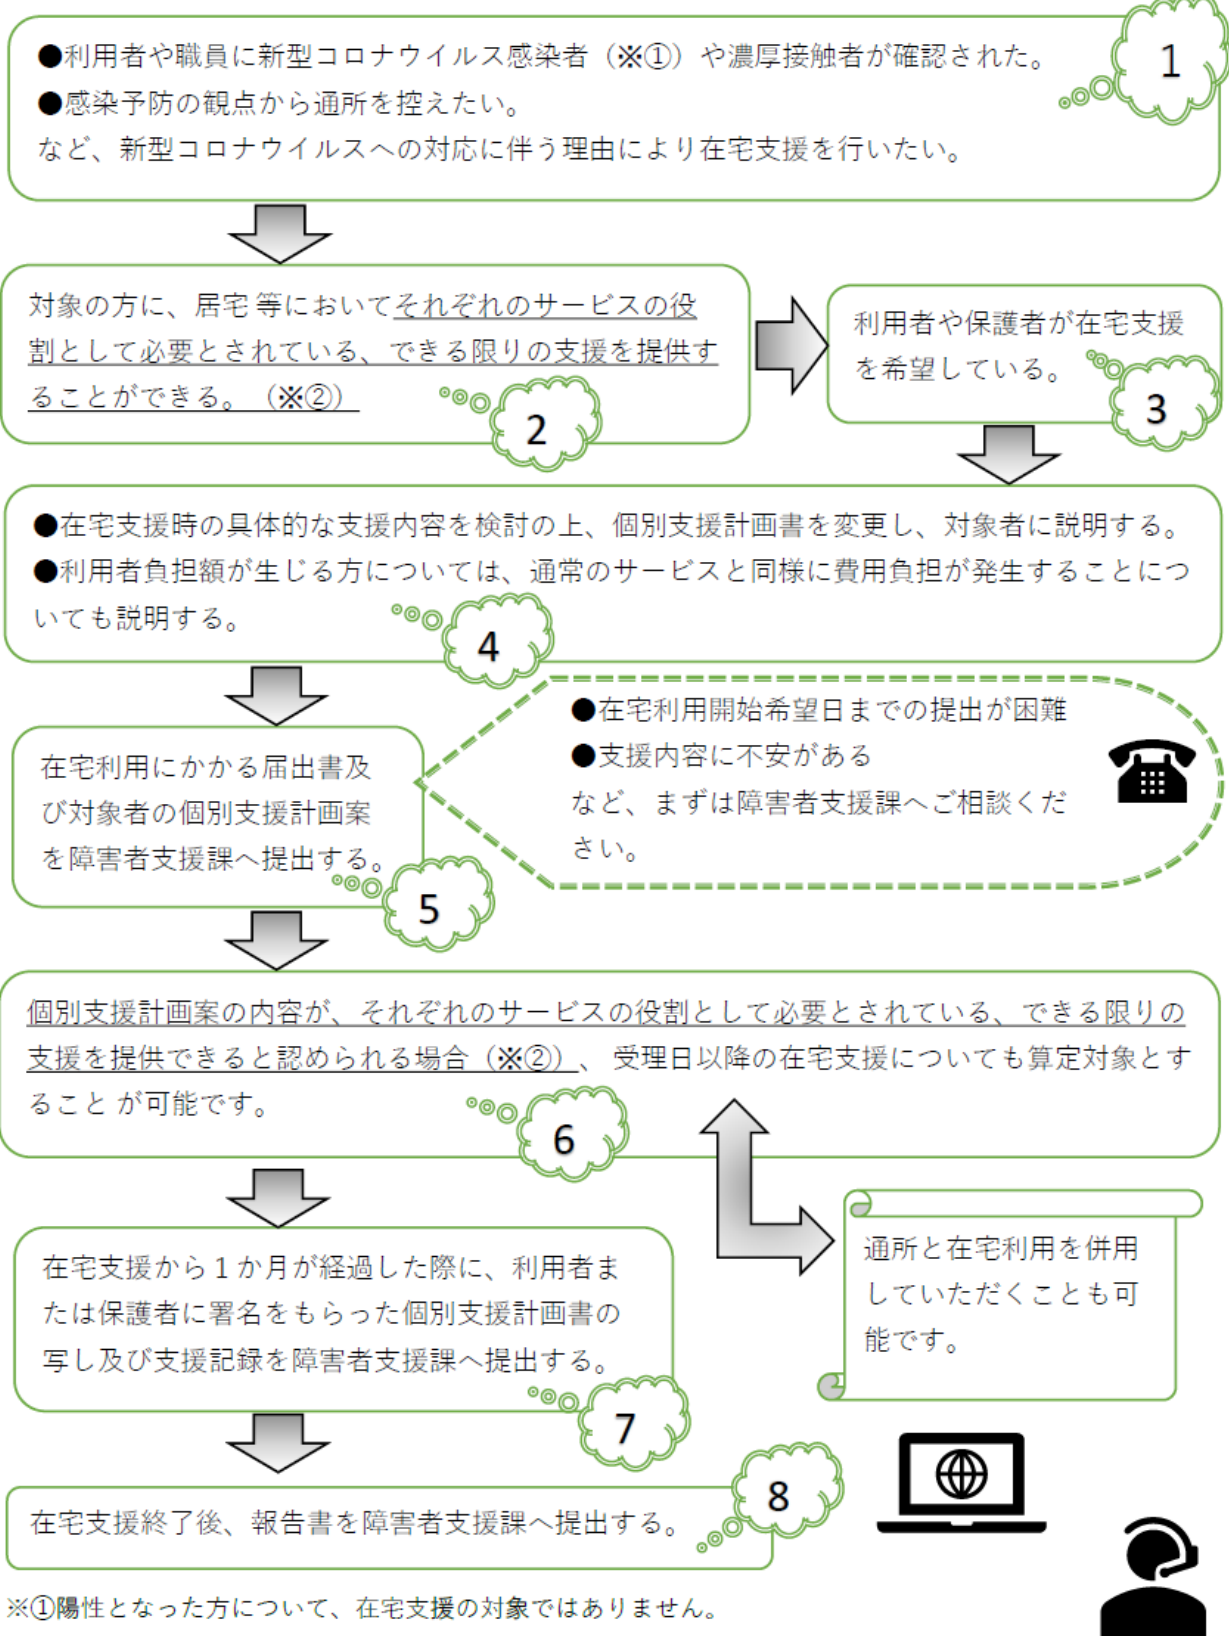 ●利用者や職員に新型コロナウイルス感染者（※①）や濃厚接触者が確認された。
●感染予防の観点から通所を控えたい。
など、新型コロナウイルスへの対応に伴う理由により在宅支援を行いたい。
1
対象の方に、居宅 等においてそれぞれのサービスの役
割として必要とされている、できる限りの支援を提供す
ることができる。（※②）
2
利用者や保護者が在宅支援
を希望している。
3
●在宅支援時の具体的な支援内容を検討の上、個別支援計画書を変更し、対象者に説明する。
●利用者負担額が生じる方については、通常のサービスと同様に費用負担が発生することにつ
いても説明する。
4
在宅利用にかかる届出書及
び対象者の個別支援計画案
を障害者支援課へ提出する。
5
●在宅利用開始希望日までの提出が困難
●支援内容に不安がある
など、まずは障害者支援課へご相談くだ
さい。
個別支援計画案の内容が、それぞれのサービスの役割として必要とされている、できる限りの
支援を提供できると認められる場合（※②）、 受理日以降の在宅支援についても算定対象とす
ること が可能です。
6
通所と在宅利用を併用
していただくことも可
能です。
在宅支援から１か月が経過した際に、利用者ま
たは保護者に署名をもらった個別支援計画書の
写し及び支援記録を障害者支援課へ提出する。
7
在宅支援終了後、報告書を障害者支援課へ提出する。
8
※①陽性となった方について、在宅支援の対象ではありません。